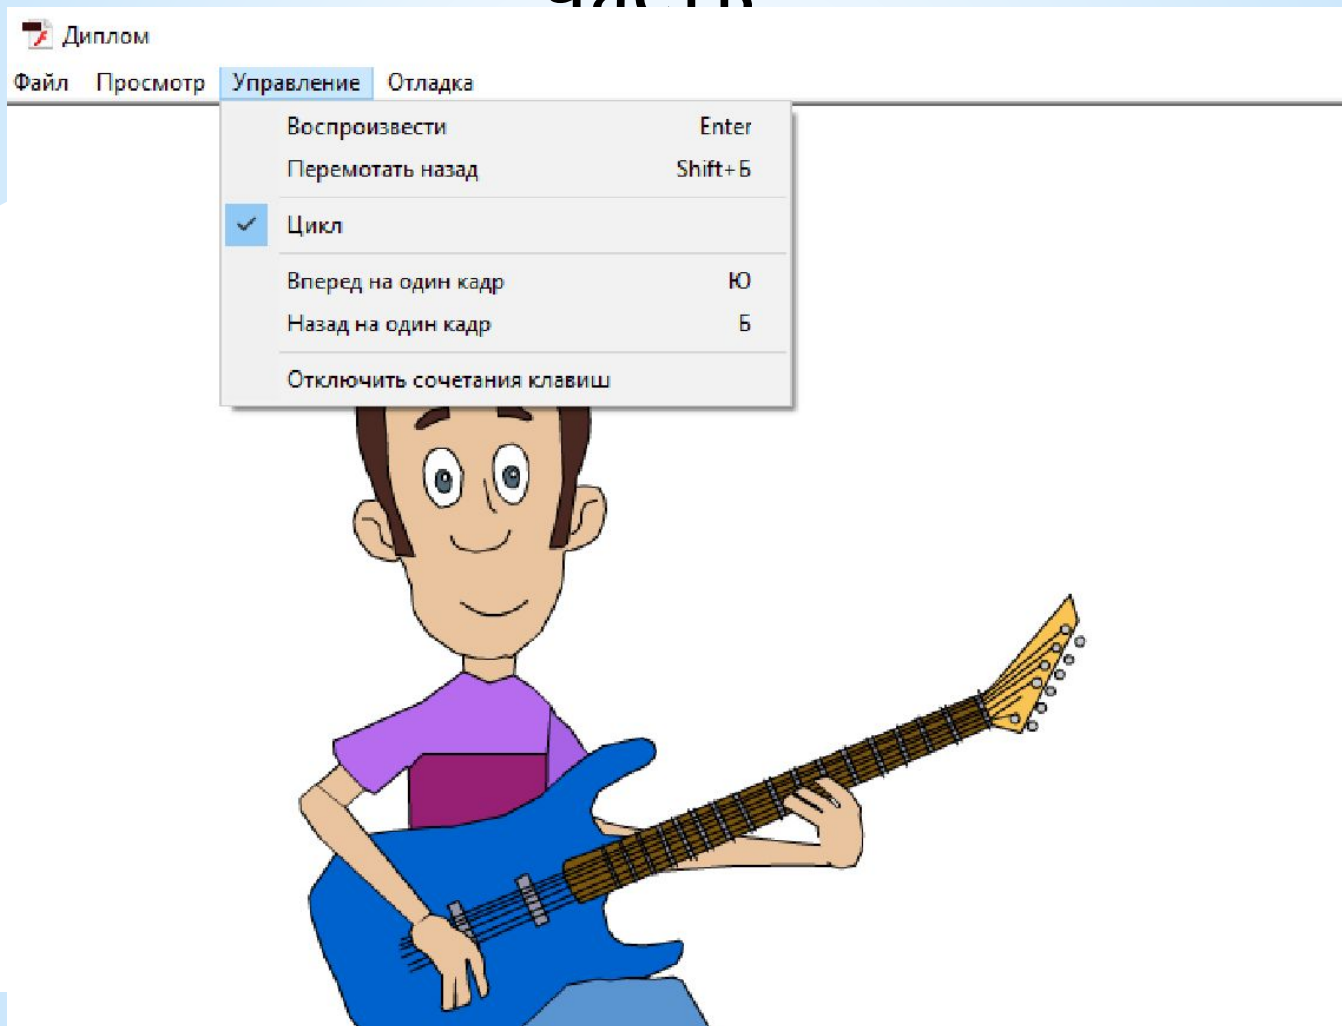 часть
Диплом
Файл Просмотр Управление Отладка
Воспроизвести Enter
Перемотать назад Shift+Б
Цикл
Вперед на один кадр Ю
Назад на один кадр Б
Отключить сочетания клавиш